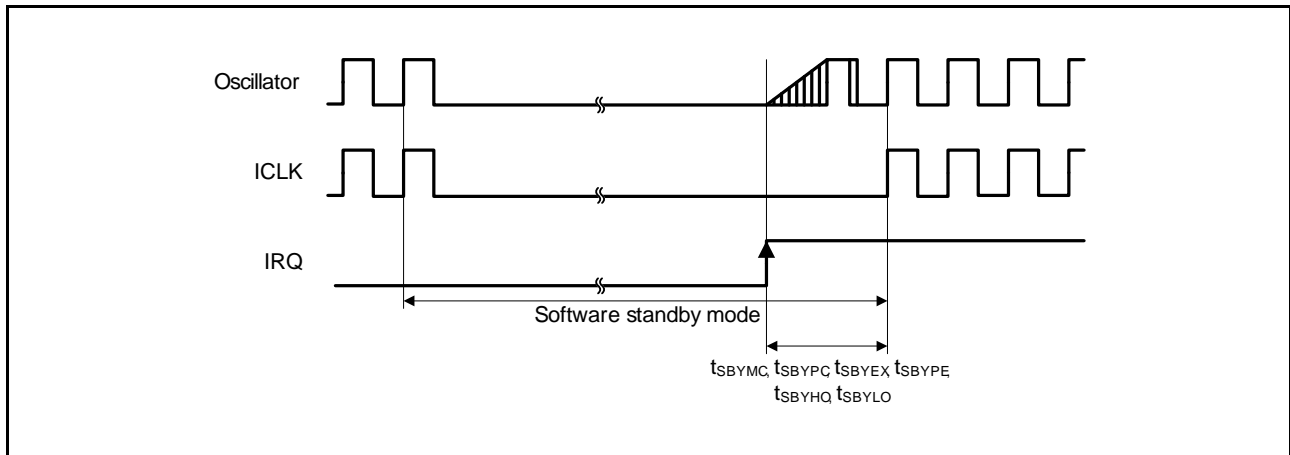 Oscillator
ICLK
IRQ
Software standby mode
tSBYMC, tSBYPC, tSBYEX, tSBYPE,
tSBYHO, tSBYLO